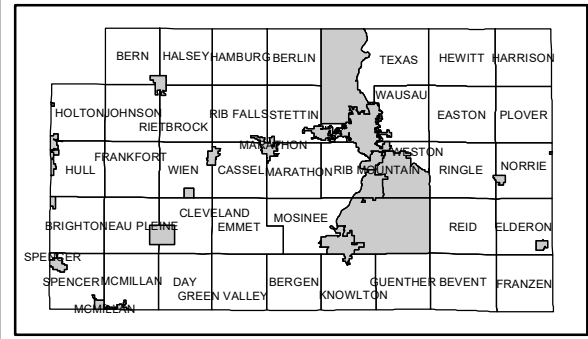 BERN HALSEY HAMBURG BERLIN TEXAS HEWITT HARRISON
WAUSAU
HOLTON JOHNSON RIB FALLS STETTIN EASTON PLOVER
RIETBROCK
MARATHON
FRANKFORT WESTON
HULL WIEN CASSEL MARATHON RIB MOUNTAIN RINGLE NORRIE
CLEVELAND
MOSINEE
BRIGHTON EAU PLEINE EMMET REID ELDERON
SPENCER
SPENCER MCMILLAN DAY BERGEN GUENTHER BEVENT FRANZEN
GREEN VALLEY KNOWLTON
MCMILLAN